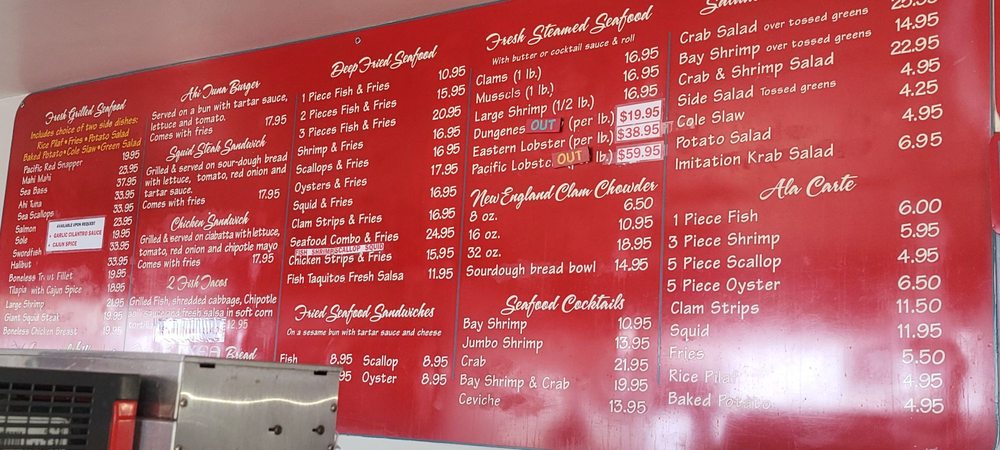 Fresh Grilled Seafood
Includes choice of two side dishes:
Rice Pilaf • Fries • Potato Salad
Baked Potato • Cole Slaw • Green Salad
Pacific Red Snapper 19.95
Mahi Mahi 23.95
Sea Bass 37.95
Ahi Tuna 33.95
Sea Scallops 33.95
Salmon 23.95
Sole 19.95
Swordfish 33.95
Halibut 33.95
Boneless Trout Fillet 19.95
Tilapia with Cajun Spice 18.95
Large Shrimp 21.95
Giant Squid Steak 19.95
Boneless Chicken Breast 19.95
AVAILABLE UPON REQUEST
• GARLIC CILANTRO SAUCE
• CAJUN SPICE
Ahi Tuna Burger
Served on a bun with tartar sauce,
lettuce and tomato.
Comes with fries 17.95
Squid Steak Sandwich
Grilled & served on sour-dough bread
with lettuce, tomato, red onion and
tartar sauce.
Comes with fries 17.95
Chicken Sandwich
Grilled & served on ciabatta with lettuce,
tomato, red onion and chipotle mayo
Comes with fries 17.95
2 Fish Tacos
Grilled Fish, shredded cabbage, Chipotle
aoli sauce and fresh salsa in soft corn
12.95
Bread
Deep Fried Seafood
1 Piece Fish & Fries 10.95
2 Pieces Fish & Fries 15.95
3 Pieces Fish & Fries 20.95
Shrimp & Fries 16.95
Scallops & Fries 16.95
Oysters & Fries 17.95
Squid & Fries 16.95
Clam Strips & Fries 16.95
Seafood Combo & Fries 24.95
FISH SHRIMP SCALLOP SQUID
Chicken Strips & Fries 15.95
Fish Taquitos Fresh Salsa 11.95
Fried Seafood Sandwiches
On a sesame bun with tartar sauce and cheese
Fish 8.95 Scallop 8.95
95 Oyster 8.95
Fresh Steamed Seafood
With butter or cocktail sauce & roll
Clams (1 lb.) 16.95
Mussels (1 lb.) 16.95
Large Shrimp (1/2 lb.) 16.95
Dungenes OUT (per lb.) $19.95
Eastern Lobster (per lb.) $38.95
Pacific Lobste OUT lb.) $59.95
New England Clam Chowder
8 oz. 6.50
16 oz. 10.95
32 oz. 18.95
Sourdough bread bowl 14.95
Seafood Cocktails
Bay Shrimp 10.95
Jumbo Shrimp 13.95
Crab 21.95
Bay Shrimp & Crab 19.95
Ceviche 13.95
Crab Salad over tossed greens
Bay Shrimp over tossed greens 14.95
Crab & Shrimp Salad 22.95
Side Salad Tossed greens 4.95
Cole Slaw 4.25
Potato Salad 4.95
Imitation Krab Salad 6.95
Ala Carte
1 Piece Fish 6.00
3 Piece Shrimp 5.95
5 Piece Scallop 4.95
5 Piece Oyster 6.50
Clam Strips 11.50
Squid 11.95
Fries 5.50
Rice Pilaf 4.95
Baked Potato 4.95